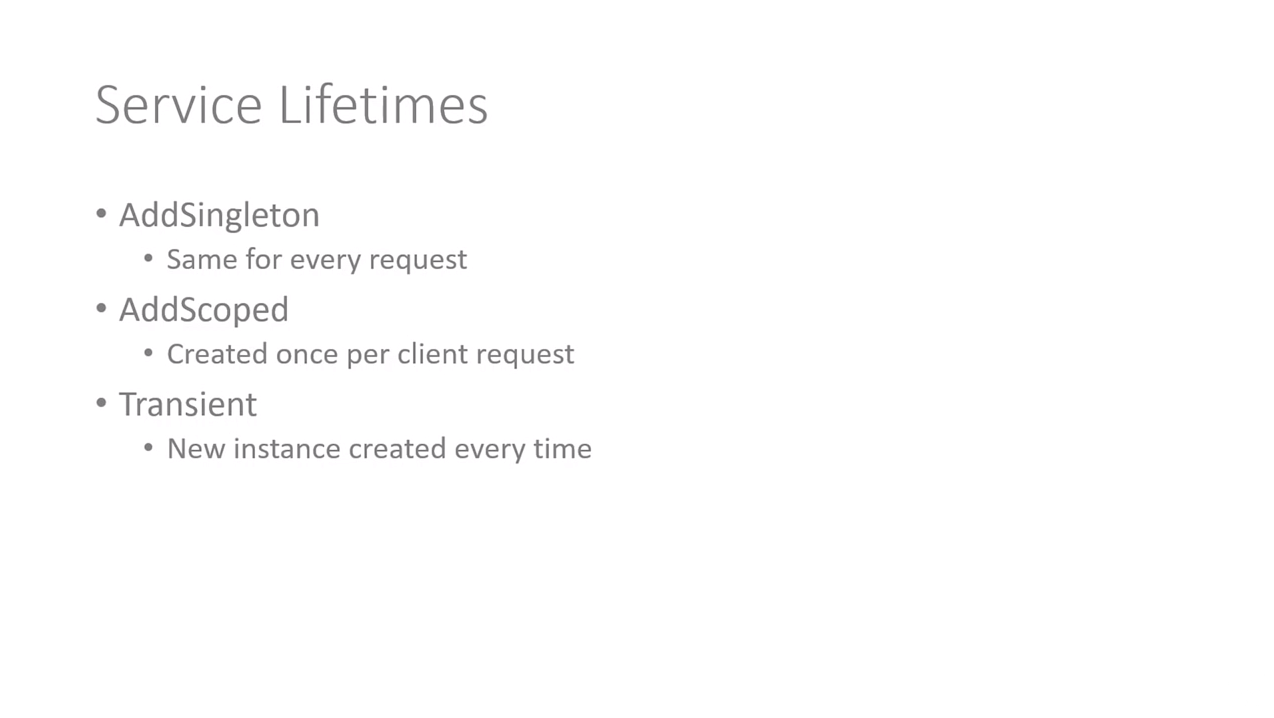 Service Lifetimes
• AddSingleton
• Same for every request
• AddScoped
• Created once per client request
• Transient
• New instance created every time